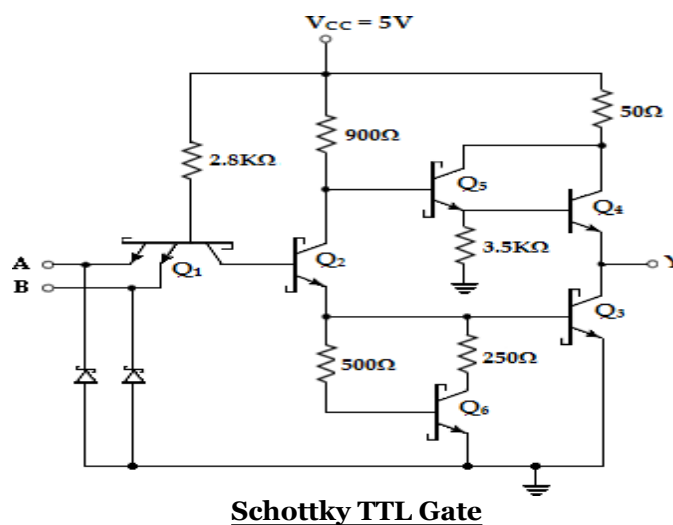 VCC = 5V
50Ω
900Ω
2.8KΩ
Q5
Q4
3.5KΩ
A
Q1
Q2
Y
B
Q3
500Ω
250Ω
Q6
Schottky TTL Gate